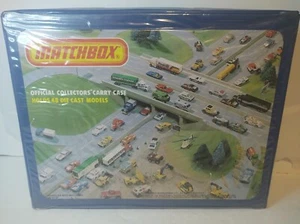 MATCHBOX
OFFICIAL COLLECTORS' CARRY CASE
HOLDS 48 DIE CAST MODELS